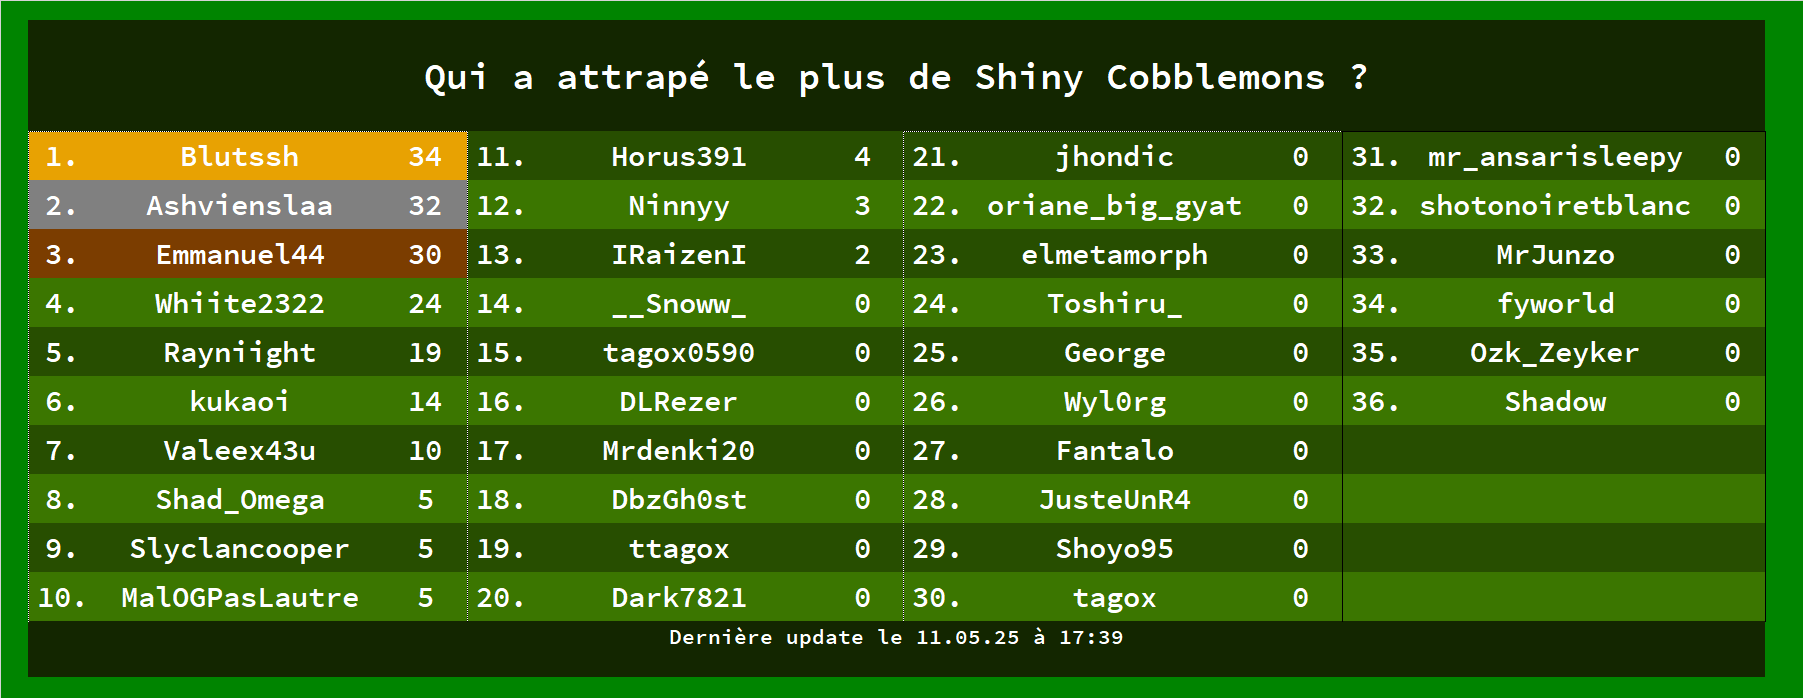 Qui a attrapé le plus de Shiny Cobblemons ?
1. Blutssh 34 11. Horus391 4 21. jhondic 0 31. mr_ansarisleepy 0
2. Ashvienslaa 32 12. Ninnyy 3 22. oriane_big_gyat 0 32. shotonoiretblanc 0
3. Emmanuel44 30 13. IRaizenI 2 23. elmetamorph 0 33. MrJunzo 0
4. Whiite2322 24 14. __Snoww_ 0 24. Toshiru_ 0 34. fyworld 0
5. Rayniight 19 15. tagox0590 0 25. George 0 35. Ozk_Zeyker 0
6. kukaoi 14 16. DLRezer 0 26. Wyl0rg 0 36. Shadow 0
7. Valeex43u 10 17. Mrdenki20 0 27. Fantalo 0
8. Shad_Omega 5 18. DbzGh0st 0 28. JusteUnR4 0
9. Slyclancooper 5 19. ttagox 0 29. Shoyo95 0
10. MalOGPasLautre 5 20. Dark7821 0 30. tagox 0
Dernière update le 11.05.25 à 17:39